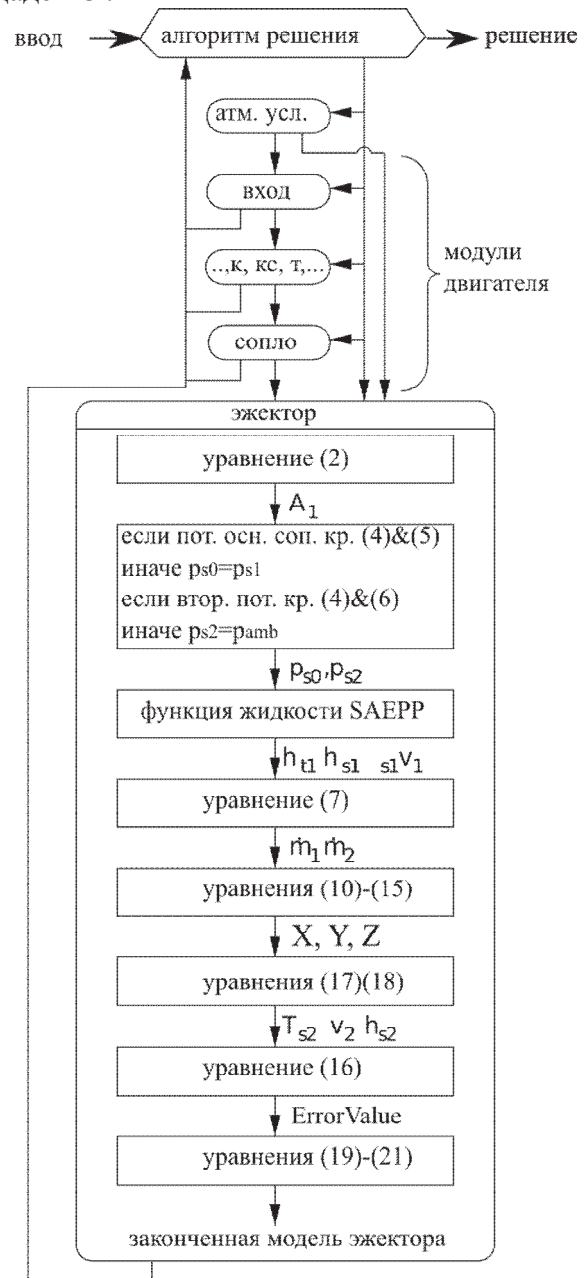 ввод
алгоритм решения
решение
атм. усл.
вход
..,к, кс, т,...
сопло
модули
двигателя
эжектор
уравнение (2)
A1
если пот. осн. соп. кр. (4)&(5)
иначе ps0=ps1
если втор. пот. кр. (4)&(6)
иначе ps2=pamb
ps0,ps2
функция жидкости SAEPP
ht1 hs1 s1v1
уравнение (7)
ṁ1ṁ2
уравнения (10)-(15)
X, Y, Z
уравнения (17)(18)
Ts2 v2 hs2
уравнение (16)
ErrorValue
уравнения (19)-(21)
законченная модель эжектора